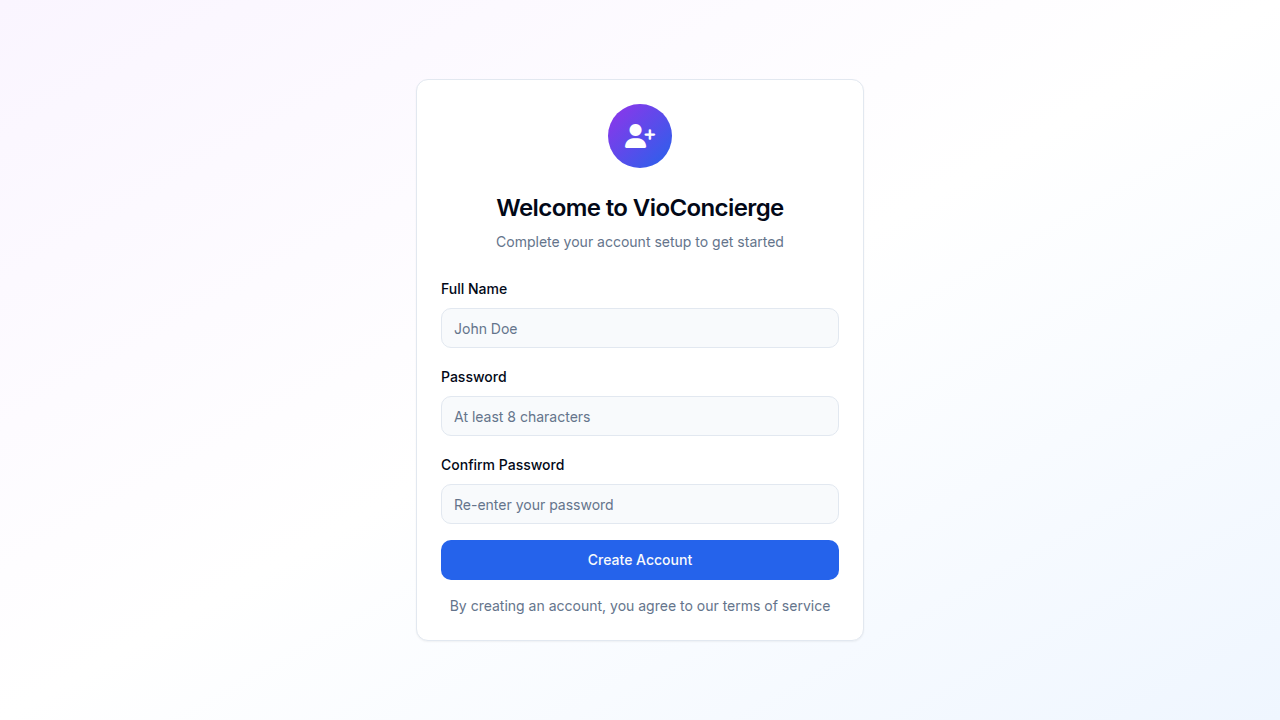 Welcome to VioConcierge
Complete your account setup to get started
Full Name
John Doe
Password
At least 8 characters
Confirm Password
Re-enter your password
Create Account
By creating an account, you agree to our terms of service